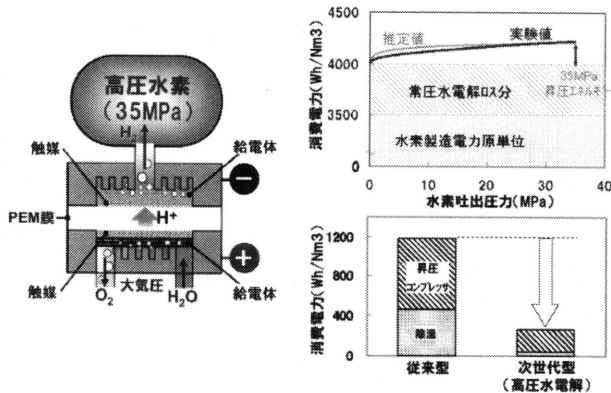 高圧水素
(35MPa)
H2
触媒
給電体
PEM膜
H+
触媒
大気圧
給電体
O2
H2O
消費電力(Wh/Nm3)
4500
4000
3500
0
推定値
実験値
35MPa
昇圧エネルギ
常圧水電解ロス分
水素製造電力原単位
0
10
20
30
40
水素吐出圧力(MPa)
消費電力(Wh/Nm3)
1200
800
400
0
昇圧
コンプレッサ
除湿
従来型
次世代型
(高圧水電解)